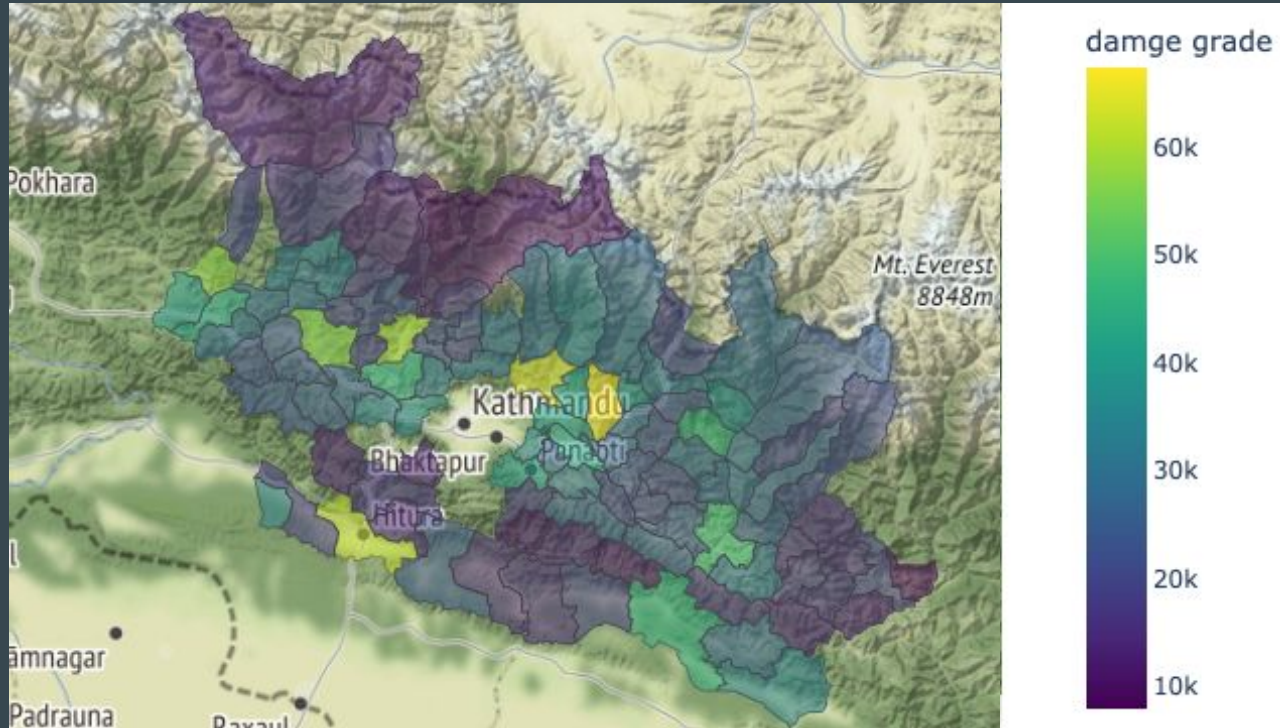 damge grade
60k
50k
40k
30k
20k
10k
Pokhara
Mt. Everest
8848m
Kathmandu
Panauti
Bhaktapur
Hitura
Padrauna